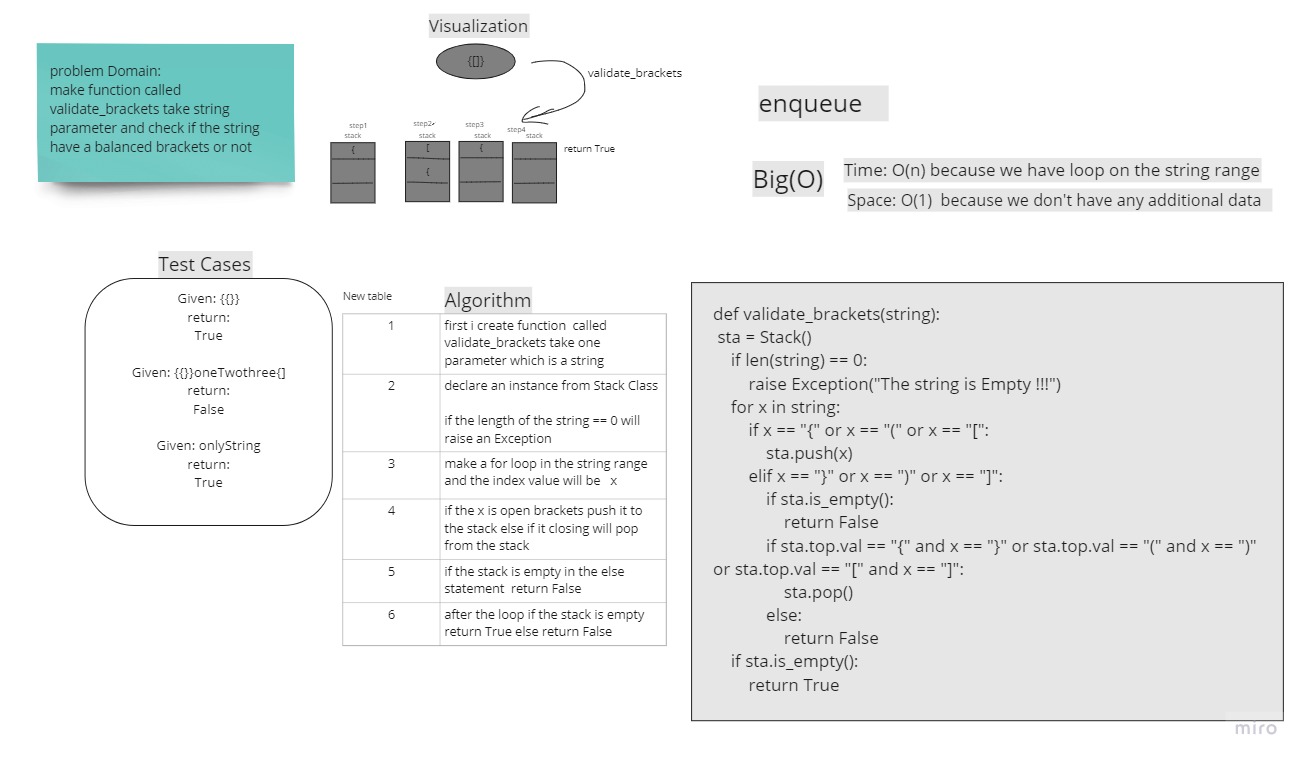 Visualization
problem Domain:
make function called
validate_brackets take string
parameter and check if the string
have a balanced brackets or not
{[]}
validate_brackets
step1
stack
{
step2
stack
[
{
step3
stack
{
step4
stack
return True
enqueue
Big(O)
Time: O(n) because we have loop on the string range
Space: O(1) because we don't have any additional data
Test Cases
Given: {{}}
return:
True
Given: {{}}oneTwothree{]
return:
False
Given: onlyString
return:
True
New table
Algorithm
1
first i create function called
validate_brackets take one
parameter which is a string
2
declare an instance from Stack Class
if the length of the string == 0 will
raise an Exception
3
make a for loop in the string range
and the index value will be x
4
if the x is open brackets push it to
the stack else if it closing will pop
from the stack
5
if the stack is empty in the else
statement return False
6
after the loop if the stack is empty
return True else return False
def validate_brackets(string):
sta = Stack()
if len(string) == 0:
raise Exception("The string is Empty !!!")
for x in string:
if x == "{" or x == "(" or x == "[":
sta.push(x)
elif x == "}" or x == ")" or x == "]":
if sta.is_empty():
return False
if sta.top.val == "{" and x == "}" or sta.top.val == "(" and x == ")"
or sta.top.val == "[" and x == "]":
sta.pop()
else:
return False
if sta.is_empty():
return True
miro